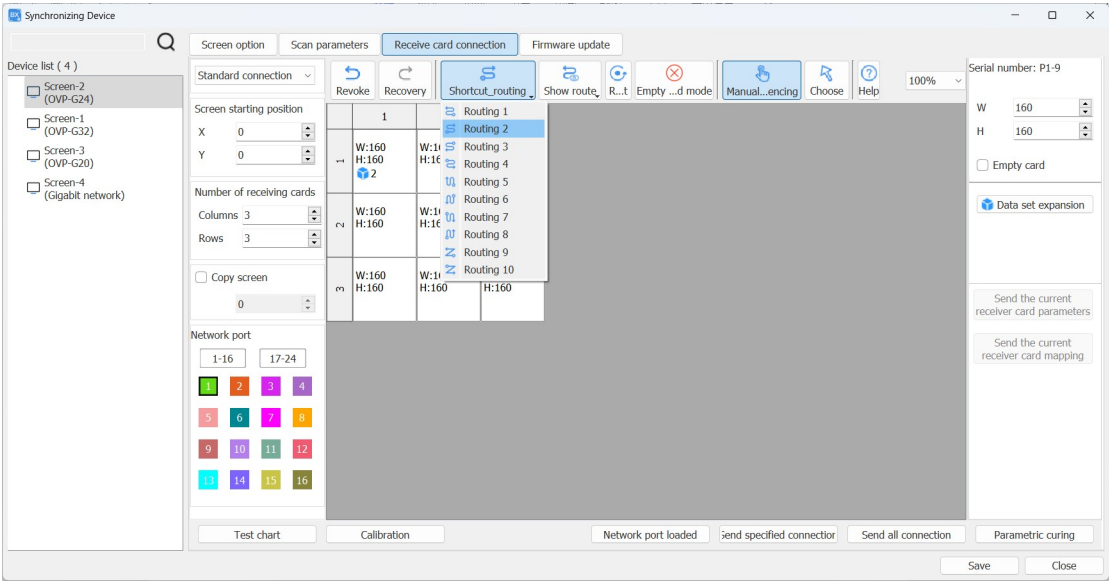 BX
Synchronizing Device
Screen option
Scan parameters
Receive card connection
Firmware update
Device list ( 4 )
Screen-2
(OVP-G24)
Screen-1
(OVP-G32)
Screen-3
(OVP-G20)
Screen-4
(Gigabit network)
Standard connection
Screen starting position
X 0
Y 0
Number of receiving cards
Columns 3
Rows 3
Copy screen
0
Network port
1-16 17-24
1 2 3 4
5 6 7 8
9 10 11 12
13 14 15 16
Revoke
Recovery
Shortcut_routing
Show route
R...t
Empty ...d mode
Manual...encing
Choose
Help
100%
1
1
W:160
H:160
2
W:1
H:16
2
W:160
H:160
W:1
H:16
3
W:160
H:160
W:1
H:160
H:160
Routing 1
Routing 2
Routing 3
Routing 4
Routing 5
Routing 6
Routing 7
Routing 8
Routing 9
Routing 10
Serial number: P1-9
W 160
H 160
Empty card
Data set expansion
Send the current
receiver card parameters
Send the current
receiver card mapping
Test chart
Calibration
Network port loaded
Send specified connection
Send all connection
Parametric curing
Save
Close